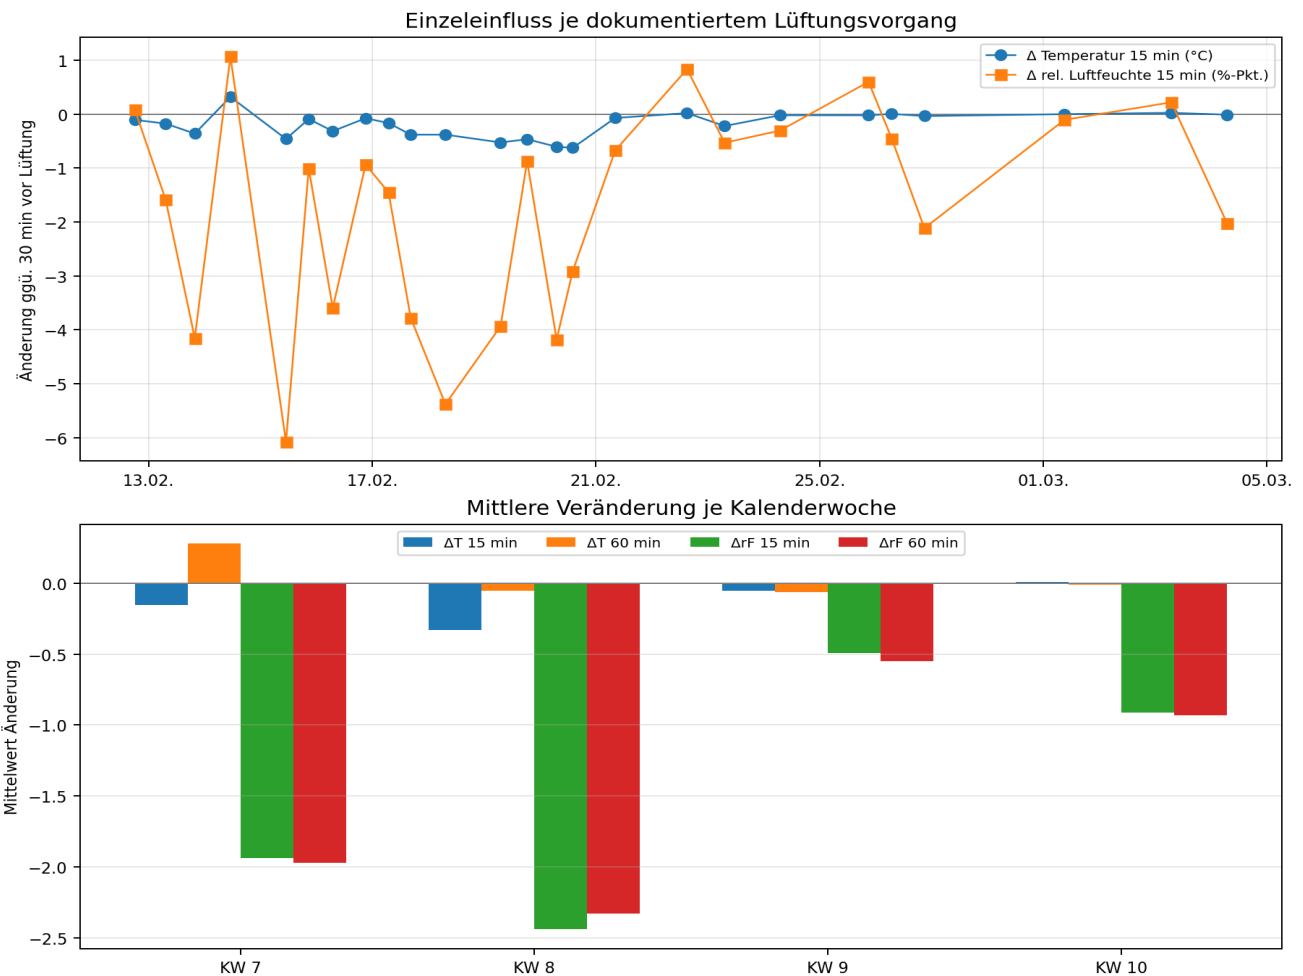 Einzeleinfluss je dokumentiertem Lüftungsvorgang
Änderung ggü. 30 min vor Lüftung
1
0
−1
−2
−3
−4
−5
−6
Δ Temperatur 15 min (°C)
Δ rel. Luftfeuchte 15 min (%-Pkt.)
13.02. 17.02. 21.02. 25.02. 01.03. 05.03.
Mittlere Veränderung je Kalenderwoche
Mittelwert Änderung
ΔT 15 min ΔT 60 min ΔrF 15 min ΔrF 60 min
0.0
−0.5
−1.0
−1.5
−2.0
−2.5
KW 7 KW 8 KW 9 KW 10